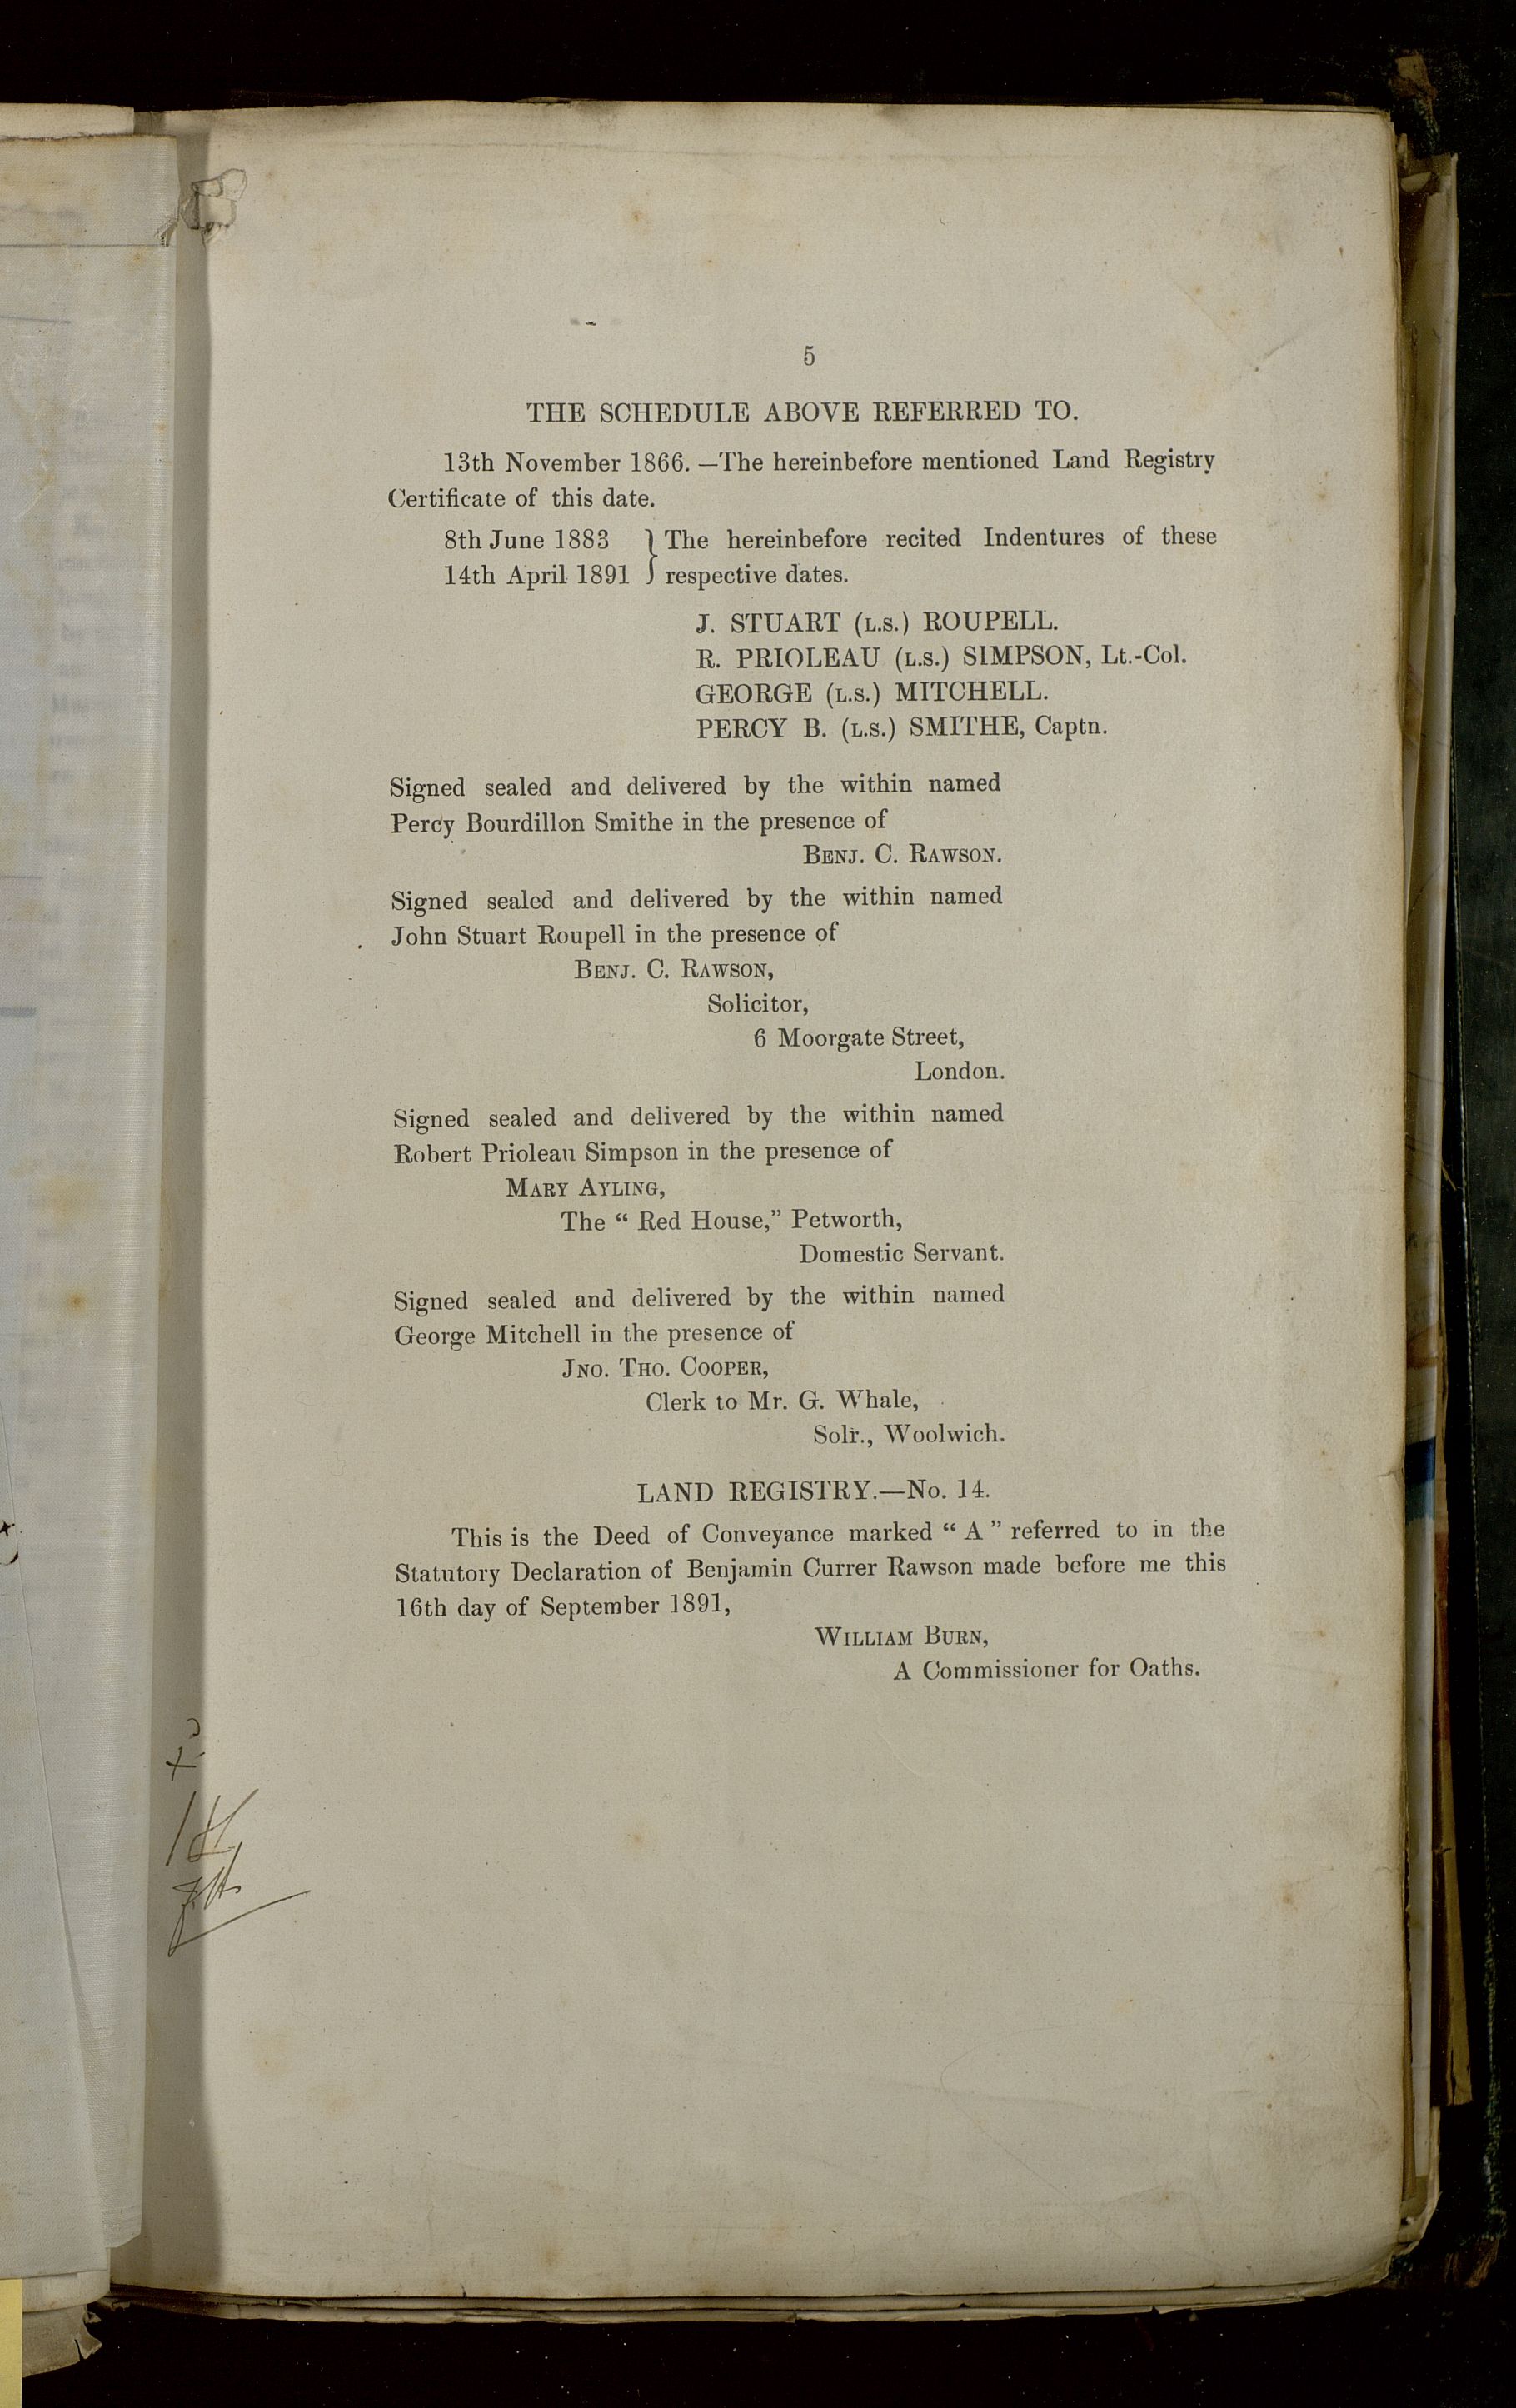 5
THE SCHEDULE ABOVE REFERRED TO.
13th November 1866. —The hereinbefore mentioned Land Registry
Certificate of this date.
8th June 1883 } The hereinbefore recited Indentures of these
14th April 1891 } respective dates.
J. STUART (L.S.) ROUPELL.
R. PRIOLEAU (L.S.) SIMPSON, Lt.-Col.
GEORGE (L.S.) MITCHELL.
PERCY B. (L.S.) SMITHE, Captn.
Signed sealed and delivered by the within named
Percy Bourdillon Smithe in the presence of
BENJ. C. RAWSON.
Signed sealed and delivered by the within named
John Stuart Roupell in the presence of
BENJ. C. RAWSON,
Solicitor,
6 Moorgate Street,
London.
Signed sealed and delivered by the within named
Robert Prioleau Simpson in the presence of
MARY AYLING,
The “ Red House,” Petworth,
Domestic Servant.
Signed sealed and delivered by the within named
George Mitchell in the presence of
JNO. THO. COOPER,
Clerk to Mr. G. Whale,
Solr., Woolwich.
LAND REGISTRY.—No. 14.
This is the Deed of Conveyance marked “ A ” referred to in the
Statutory Declaration of Benjamin Currer Rawson made before me this
16th day of September 1891,
WILLIAM BURN,
A Commissioner for Oaths.